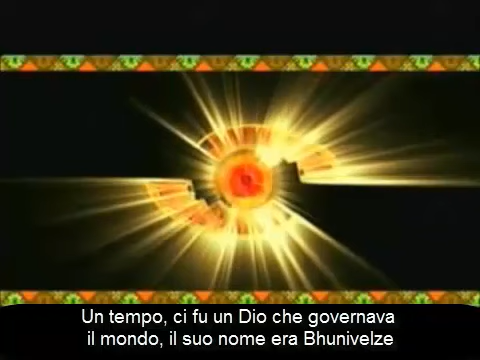 Un tempo, ci fu un Dio che governava
il mondo, il suo nome era Bhunivelze